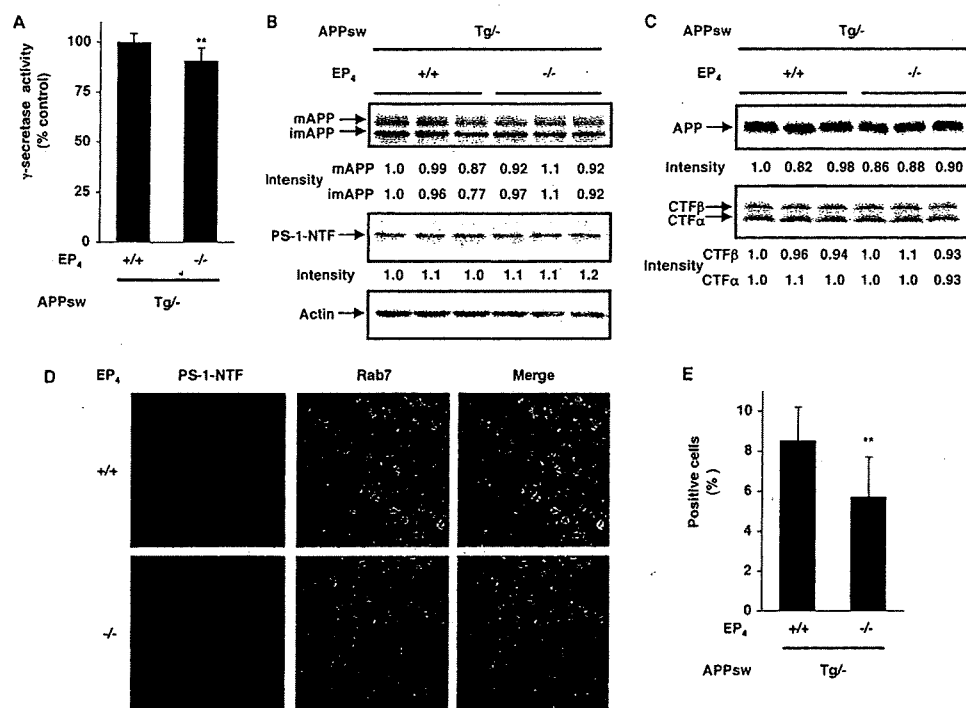 A
γ-secretase activity
(% control)
100
75
50
25
0
**
EP4 +/+ -/-
APPsw Tg/-
B
APPsw Tg/-
EP4 +/+ -/-
mAPP
imAPP
Intensity
mAPP 1.0 0.99 0.87 0.92 1.1 0.92
imAPP 1.0 0.96 0.77 0.97 1.1 0.92
PS-1-NTF
Intensity 1.0 1.1 1.0 1.1 1.1 1.2
Actin
C
APPsw Tg/-
EP4 +/+ -/-
APP
Intensity 1.0 0.82 0.98 0.86 0.88 0.90
CTFβ
CTFα
Intensity
CTFβ 1.0 0.96 0.94 1.0 1.1 0.93
CTFα 1.0 1.1 1.0 1.0 1.0 0.93
D EP4 PS-1-NTF Rab7 Merge
+/+
-/-
E
Positive cells
(%)
10
8
6
4
2
0
**
EP4 +/+ -/-
APPsw Tg/-